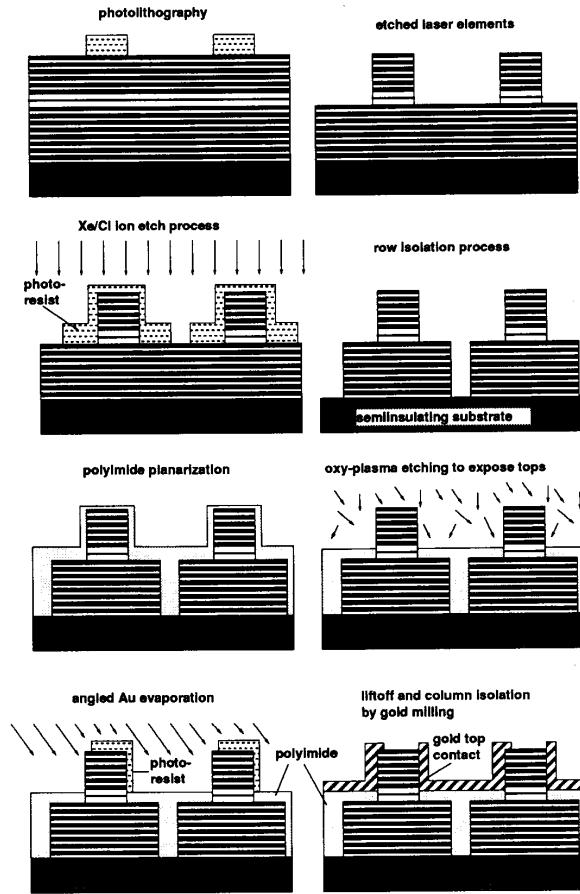 photolithography
etched laser elements
Xe/Cl ion etch process
photo-
resist
row isolation process
semiinsulating substrate
polyimide planarization
oxy-plasma etching to expose tops
angled Au evaporation
photo-
resist
polyimide
liftoff and column isolation
by gold milling
gold top
contact